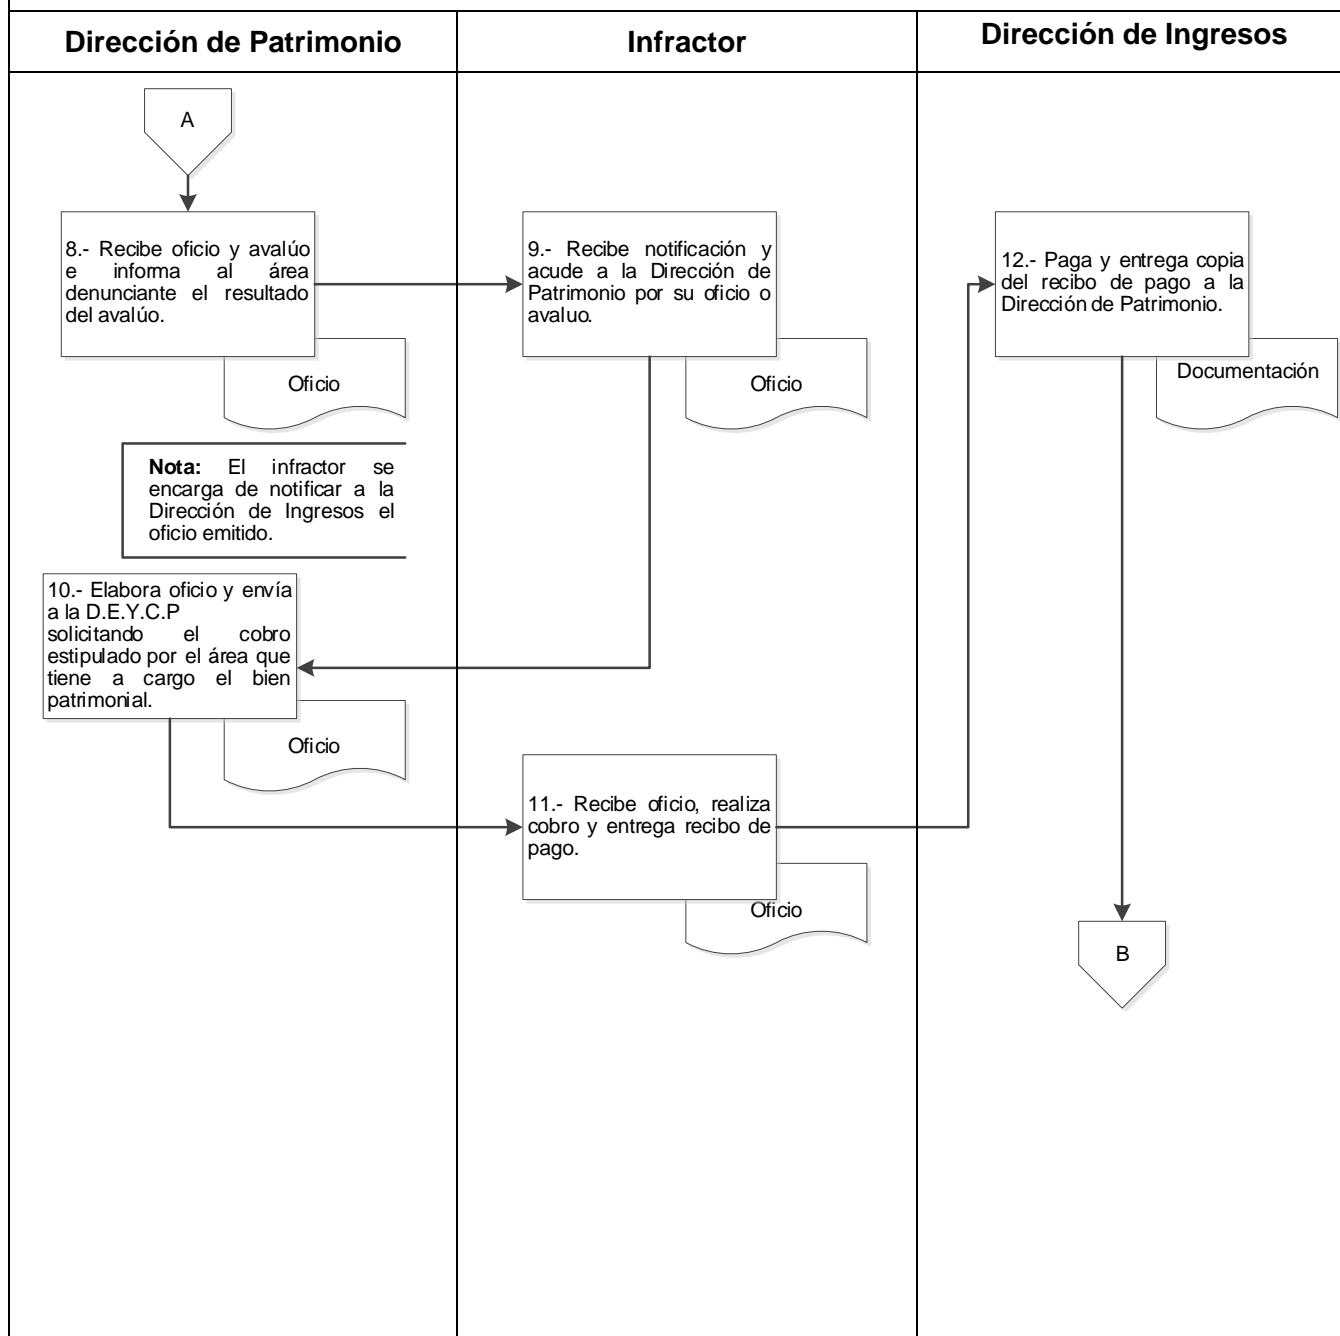 Dirección de Patrimonio
Infractor
Dirección de Ingresos
A
8.- Recibe oficio y avalúo
e informa al área
denunciante el resultado
del avalúo.
Oficio
9.- Recibe notificación y
acude a la Dirección de
Patrimonio por su oficio o
avaluo.
Oficio
12.- Paga y entrega copia
del recibo de pago a la
Dirección de Patrimonio.
Documentación
Nota: El infractor se
encarga de notificar a la
Dirección de Ingresos el
oficio emitido.
10.- Elabora oficio y envía
a la D.E.Y.C.P
solicitando el cobro
estipulado por el área que
tiene a cargo el bien
patrimonial.
Oficio
11.- Recibe oficio, realiza
cobro y entrega recibo de
pago.
Oficio
B